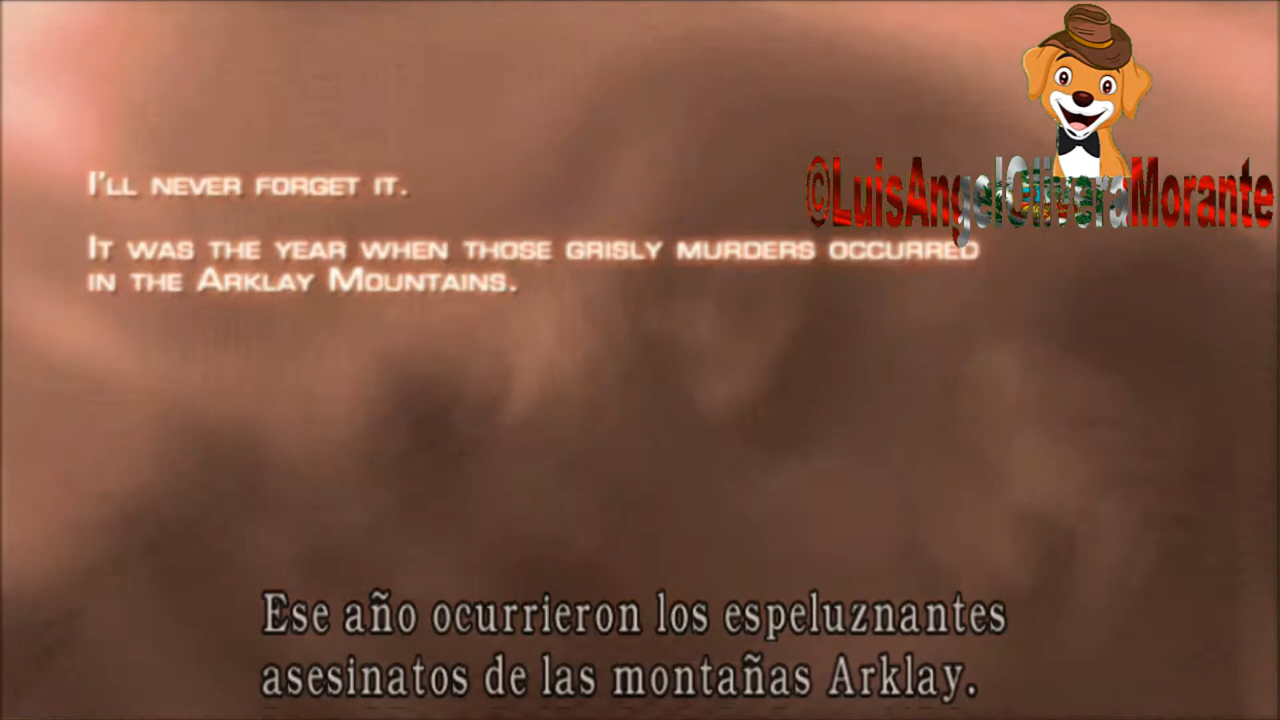 I'LL NEVER FORGET IT.
©LuisAngelOliveraMorante
IT WAS THE YEAR WHEN THOSE GRISLY MURDERS OCCURRED
IN THE ARKLAY MOUNTAINS.
Ese año ocurrieron los espeluznantes
asesinatos de las montañas Arklay.